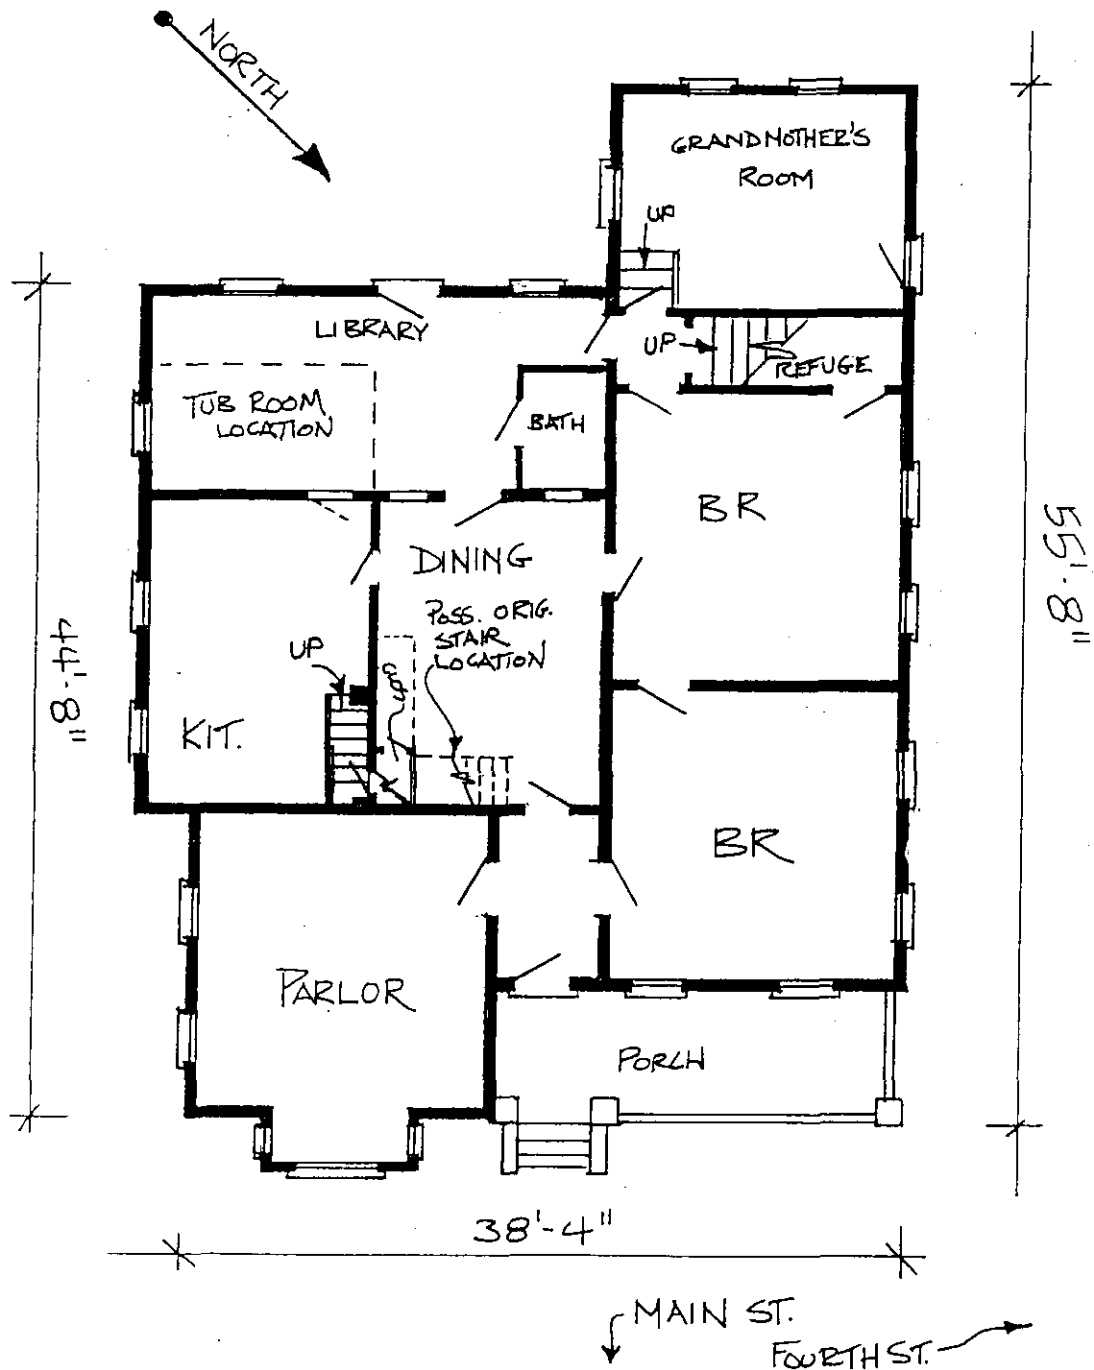 NORTH
GRANDMOTHER'S
ROOM
UP
LIBRARY
UP
REFUGE
TUB ROOM
LOCATION
BATH
BR
DINING
55'-8"
POSS. ORIG.
STAIR
LOCATION
UP
44'-8"
KIT.
BR
PARLOR
PORCH
38'-4"
MAIN ST.
FOURTH ST.